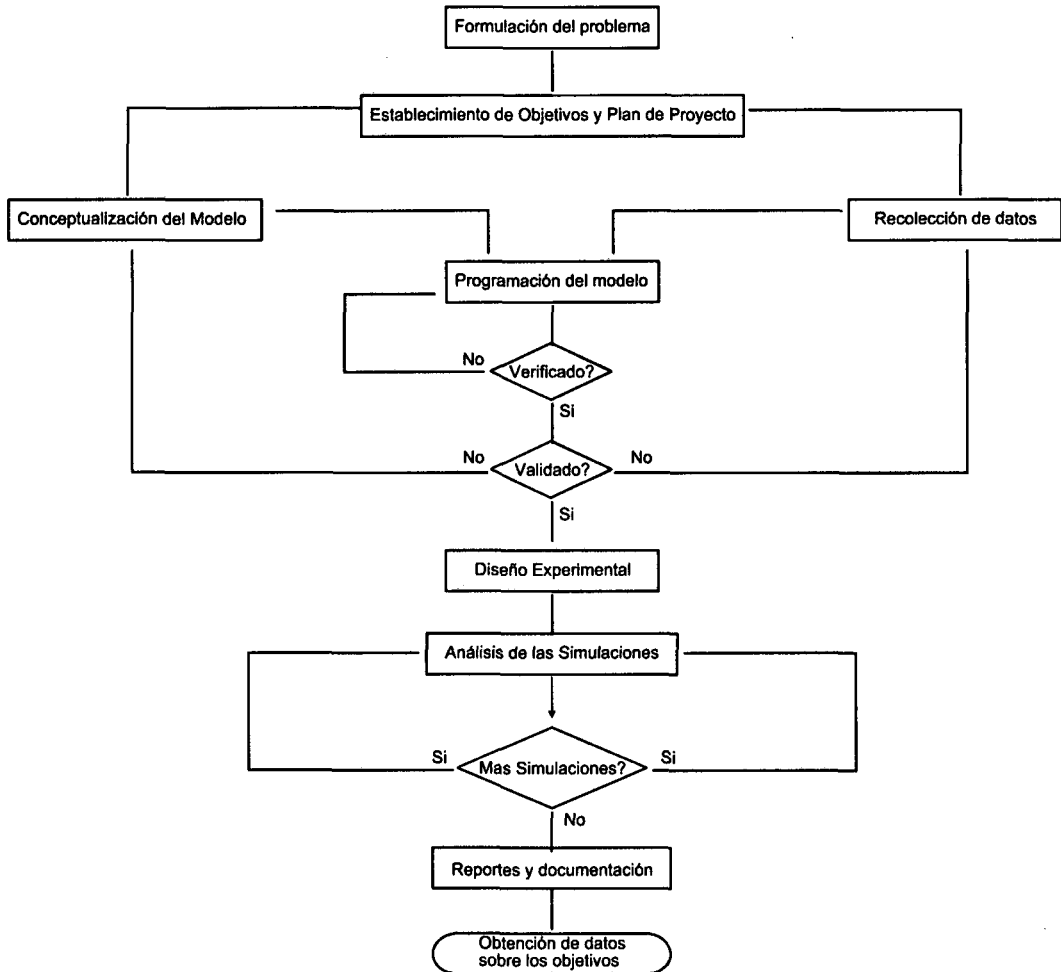 Formulación del problema
Establecimiento de Objetivos y Plan de Proyecto
Conceptualización del Modelo
Recolección de datos
Programación del modelo
No
Verificado?
Si
No
Validado?
No
Si
Diseño Experimental
Análisis de las Simulaciones
Si
Mas Simulaciones?
Si
No
Reportes y documentación
Obtención de datos
sobre los objetivos